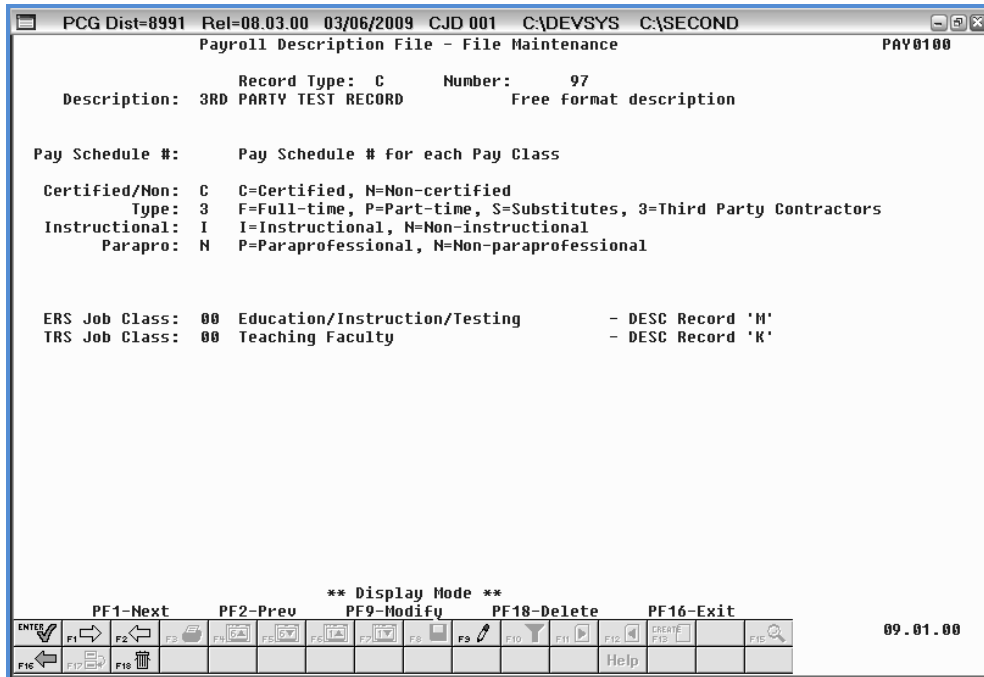 PCG Dist=8991 Rel=08.03.00 03/06/2009 CJD 001 C:\DEVSYS C:\SECOND
Payroll Description File - File Maintenance PAY0100
Record Type: C Number: 97
Description: 3RD PARTY TEST RECORD Free format description
Pay Schedule #: Pay Schedule # for each Pay Class
Certified/Non: C C=Certified, N=Non-certified
Type: 3 F=Full-time, P=Part-time, S=Substitutes, 3=Third Party Contractors
Instructional: I I=Instructional, N=Non-instructional
Parapro: N P=Paraprofessional, N=Non-paraprofessional
ERS Job Class: 00 Education/Instruction/Testing - DESC Record 'M'
TRS Job Class: 00 Teaching Faculty - DESC Record 'K'
** Display Mode **
PF1-Next PF2-Prev PF9-Modify PF18-Delete PF16-Exit
ENTER F1 F2 F3 F4 6A F5 6V F6 1A F7 1V F8 F9 F10 F11 F12 CREATE F13 F15 09.01.00
F16 F17 F18 Help